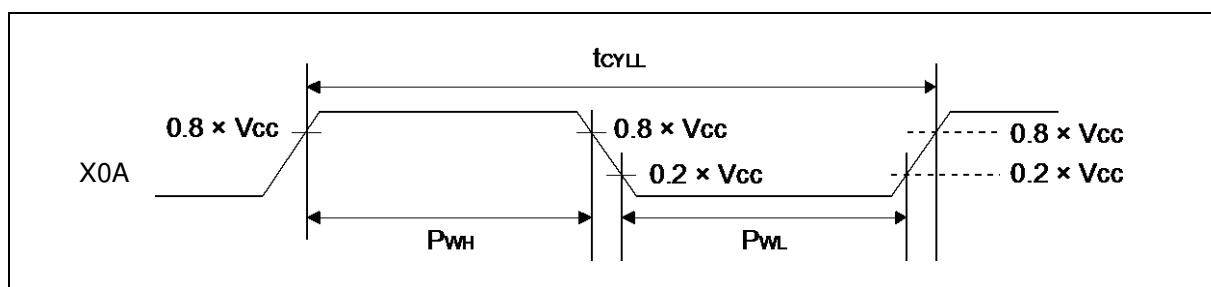 tCYLL
0.8 × Vcc
0.8 × Vcc
0.8 × Vcc
X0A
0.2 × Vcc
0.2 × Vcc
PWH
PWL